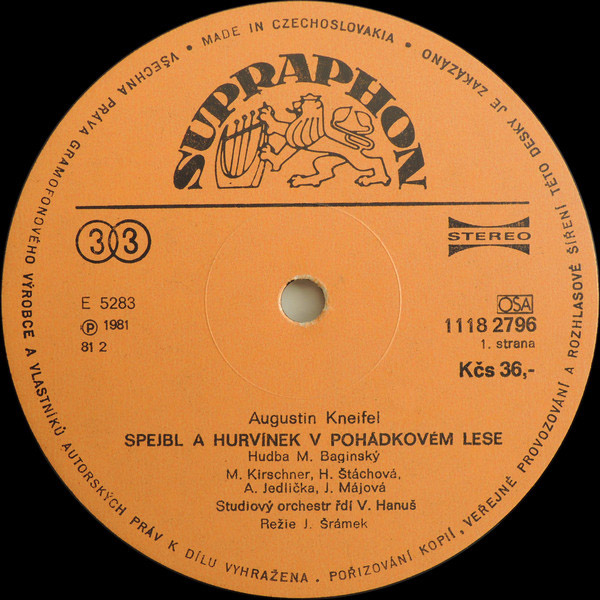 VŠECHNA PRÁVA GRAMOFONOVÉHO VÝROBCE A VLASTNÍKŮ AUTORSKÝCH PRÁV K DÍLU VYHRAŽENA . POŘIZOVÁNÍ KOPIÍ, VEŘEJNÉ PROVOZOVÁNÍ A ROZHLASOVÉ ŠÍŘENÍ TÉTO DESKY JE ZAKÁZÁNO
• MADE IN CZECHOSLOVAKIA •
SUPRAPHON
33
STEREO
E 5283
Ⓟ 1981
81 2
OSA
1118 2796
1. strana
Kčs 36,-
Augustin Kneifel
SPEJBL A HURVÍNEK V POHÁDKOVÉM LESE
Hudba M. Baginský
M. Kirschner, H. Štáchová,
A. Jedlička, J. Májová
Studiový orchestr řdí V. Hanuš
Režie J. Šrámek